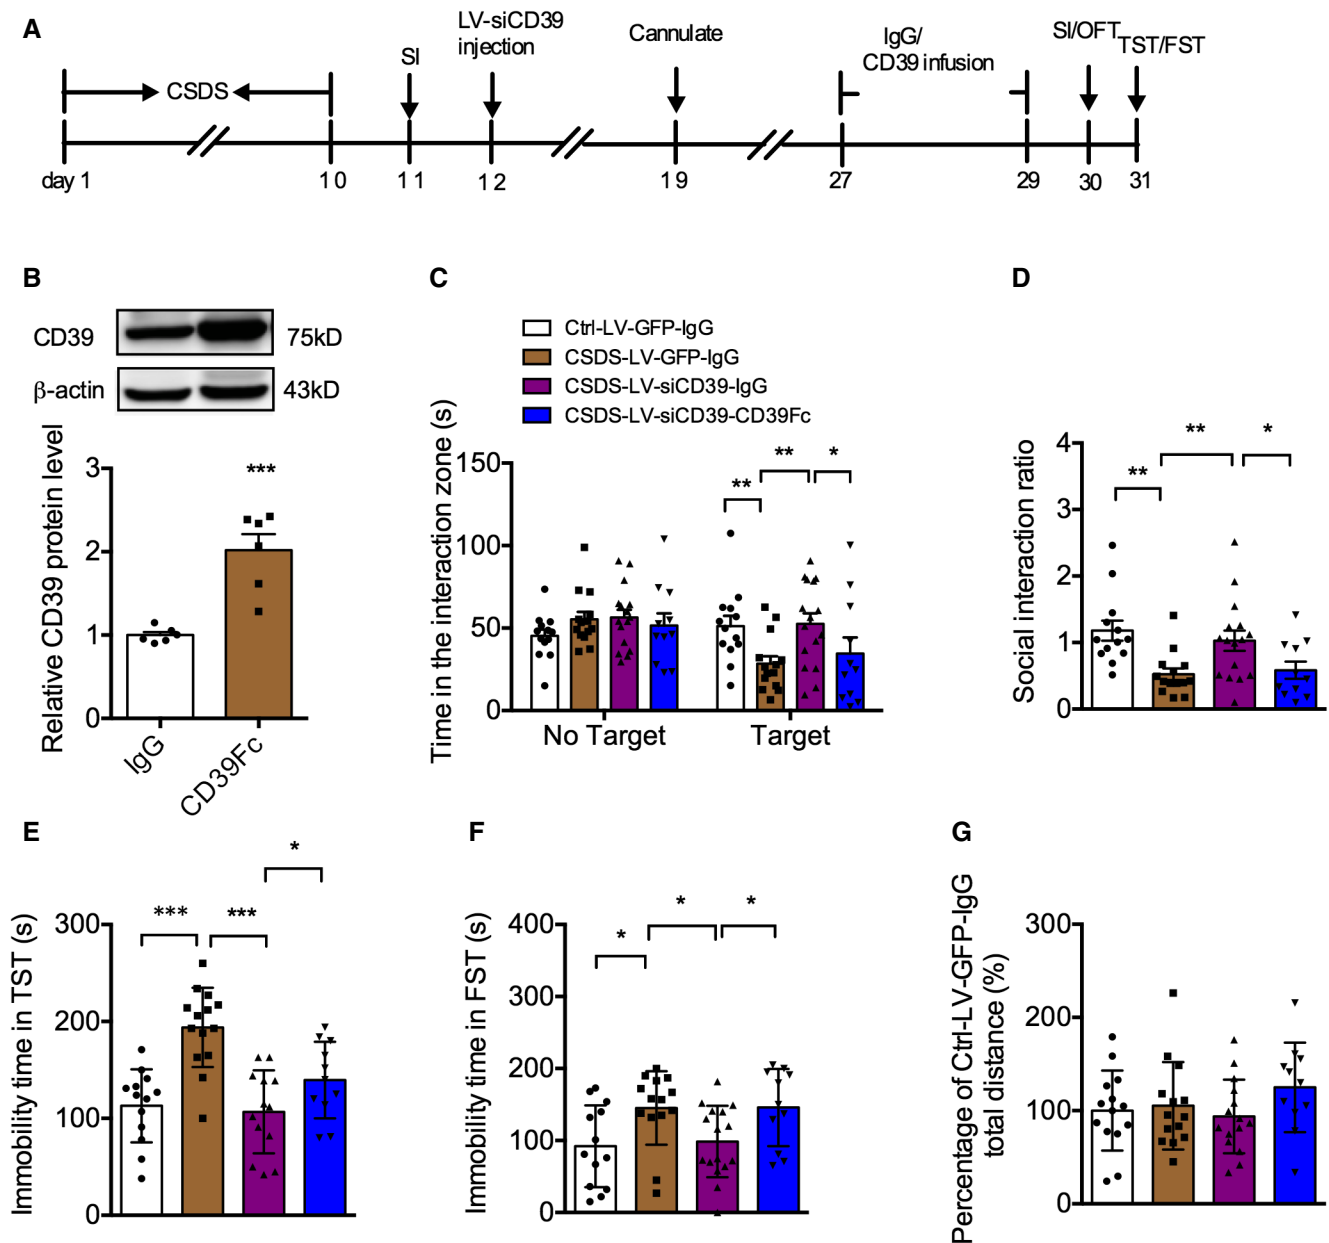 A
CSDS
SI
LV-siCD39
injection
Cannulate
IgG/
CD39 infusion
SI/OFT
TST/FST
day 1
10
11
12
19
27
29
30
31
B
CD39
75kD
β-actin
43kD
Relative CD39 protein level
3
2
1
0
***
IgG
CD39Fc
C
Ctrl-LV-GFP-IgG
CSDS-LV-GFP-IgG
CSDS-LV-siCD39-IgG
CSDS-LV-siCD39-CD39Fc
Time in the interaction zone (s)
150
100
50
0
**
**
*
No Target
Target
D
Social interaction ratio
4
3
2
1
0
**
**
*
E
Immobility time in TST (s)
300
200
100
0
***
***
*
F
Immobility time in FST (s)
400
300
200
100
0
*
*
*
G
Percentage of Ctrl-LV-GFP-IgG
total distance (%)
300
200
100
0